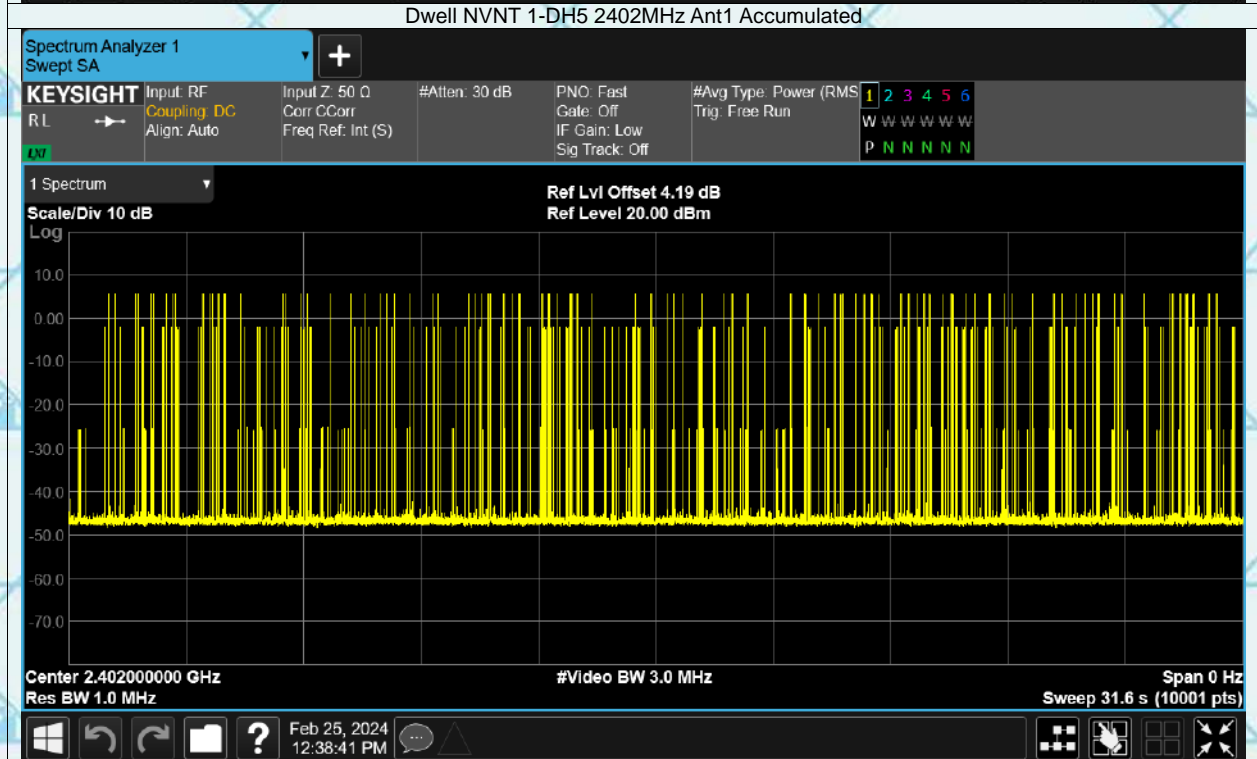 Dwell NVNT 1-DH5 2402MHz Ant1 Accumulated
Spectrum Analyzer 1
Swept SA
+
KEYSIGHT
RL
LXI
Input: RF
Coupling: DC
Align: Auto
Input Z: 50 Ω
Corr CCorr
Freq Ref: Int (S)
#Atten: 30 dB
PNO: Fast
Gate: Off
IF Gain: Low
Sig Track: Off
#Avg Type: Power (RMS
Trig: Free Run
1 2 3 4 5 6
W W W W W W
P N N N N N
1 Spectrum
Scale/Div 10 dB
Ref Lvl Offset 4.19 dB
Ref Level 20.00 dBm
Log
10.0
0.00
-10.0
-20.0
-30.0
-40.0
-50.0
-60.0
-70.0
Center 2.402000000 GHz
#Video BW 3.0 MHz
Span 0 Hz
Res BW 1.0 MHz
Sweep 31.6 s (10001 pts)
?
Feb 25, 2024
12:38:41 PM